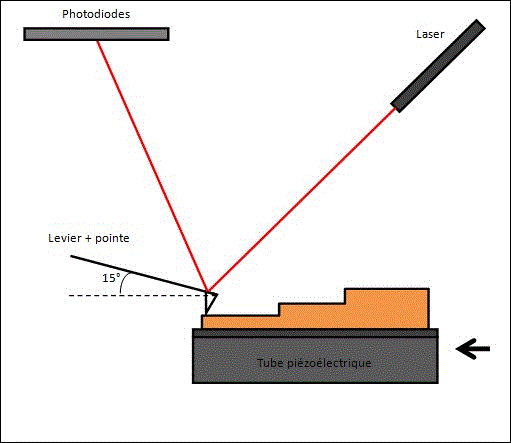 Photodiodes
Laser
Levier + pointe
15°
Tube piézoélectrique